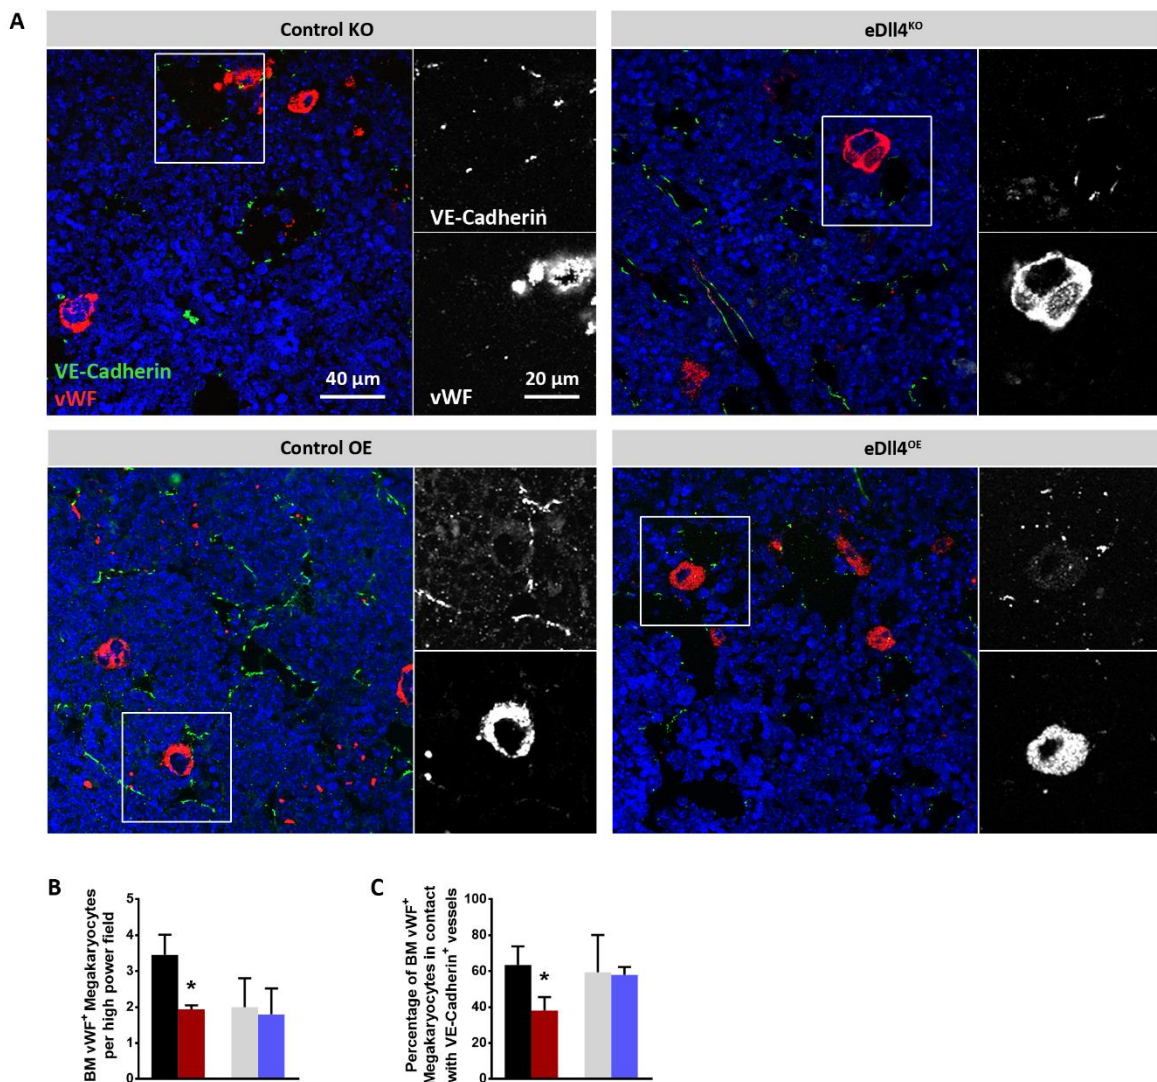 A
Control KO
eDll4ᴷᴼ
VE-Cadherin
VE-Cadherin
vWF
40 µm
vWF
20 µm
Control OE
eDll4ᴼᴱ
B
BM vWF⁺ Megakaryocytes
per high power field
5
4
3
2
1
0
*
C
Percentage of BM vWF⁺
Megakaryocytes in contact
with VE-Cadherin⁺ vessels
100
80
60
40
20
0
*